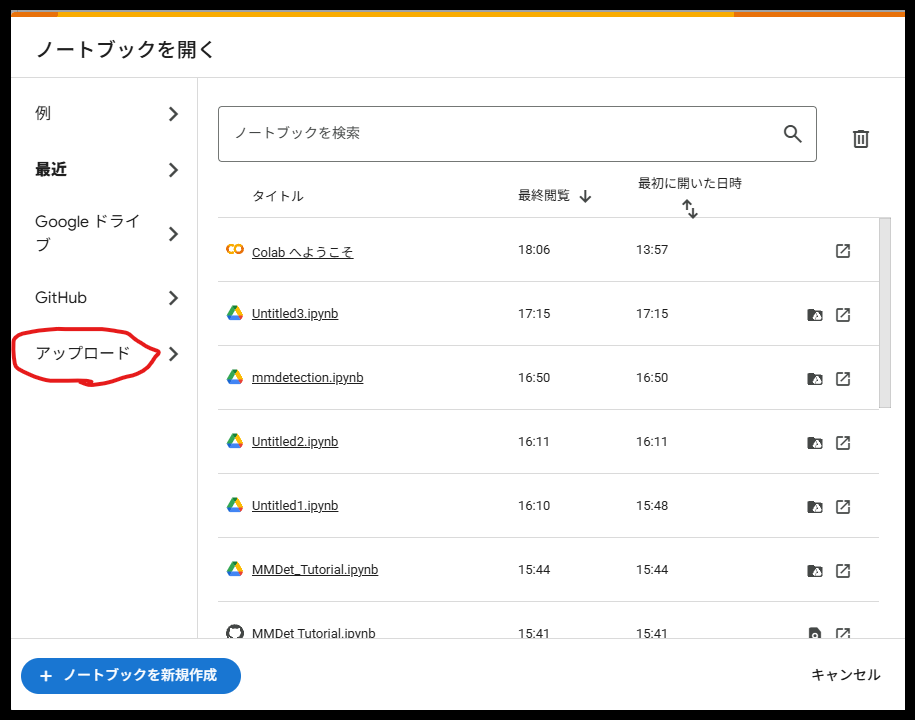 ノートブックを開く
例
最近
Google ドライ
ブ
GitHub
アップロード
ノートブックを検索
タイトル
最終閲覧
最初に開いた日時
Colab へようこそ 18:06 13:57
Untitled3.ipynb 17:15 17:15
mmdetection.ipynb 16:50 16:50
Untitled2.ipynb 16:11 16:11
Untitled1.ipynb 16:10 15:48
MMDet_Tutorial.ipynb 15:44 15:44
MMDet Tutorial.ipynb 15:41 15:41
+ ノートブックを新規作成
キャンセル